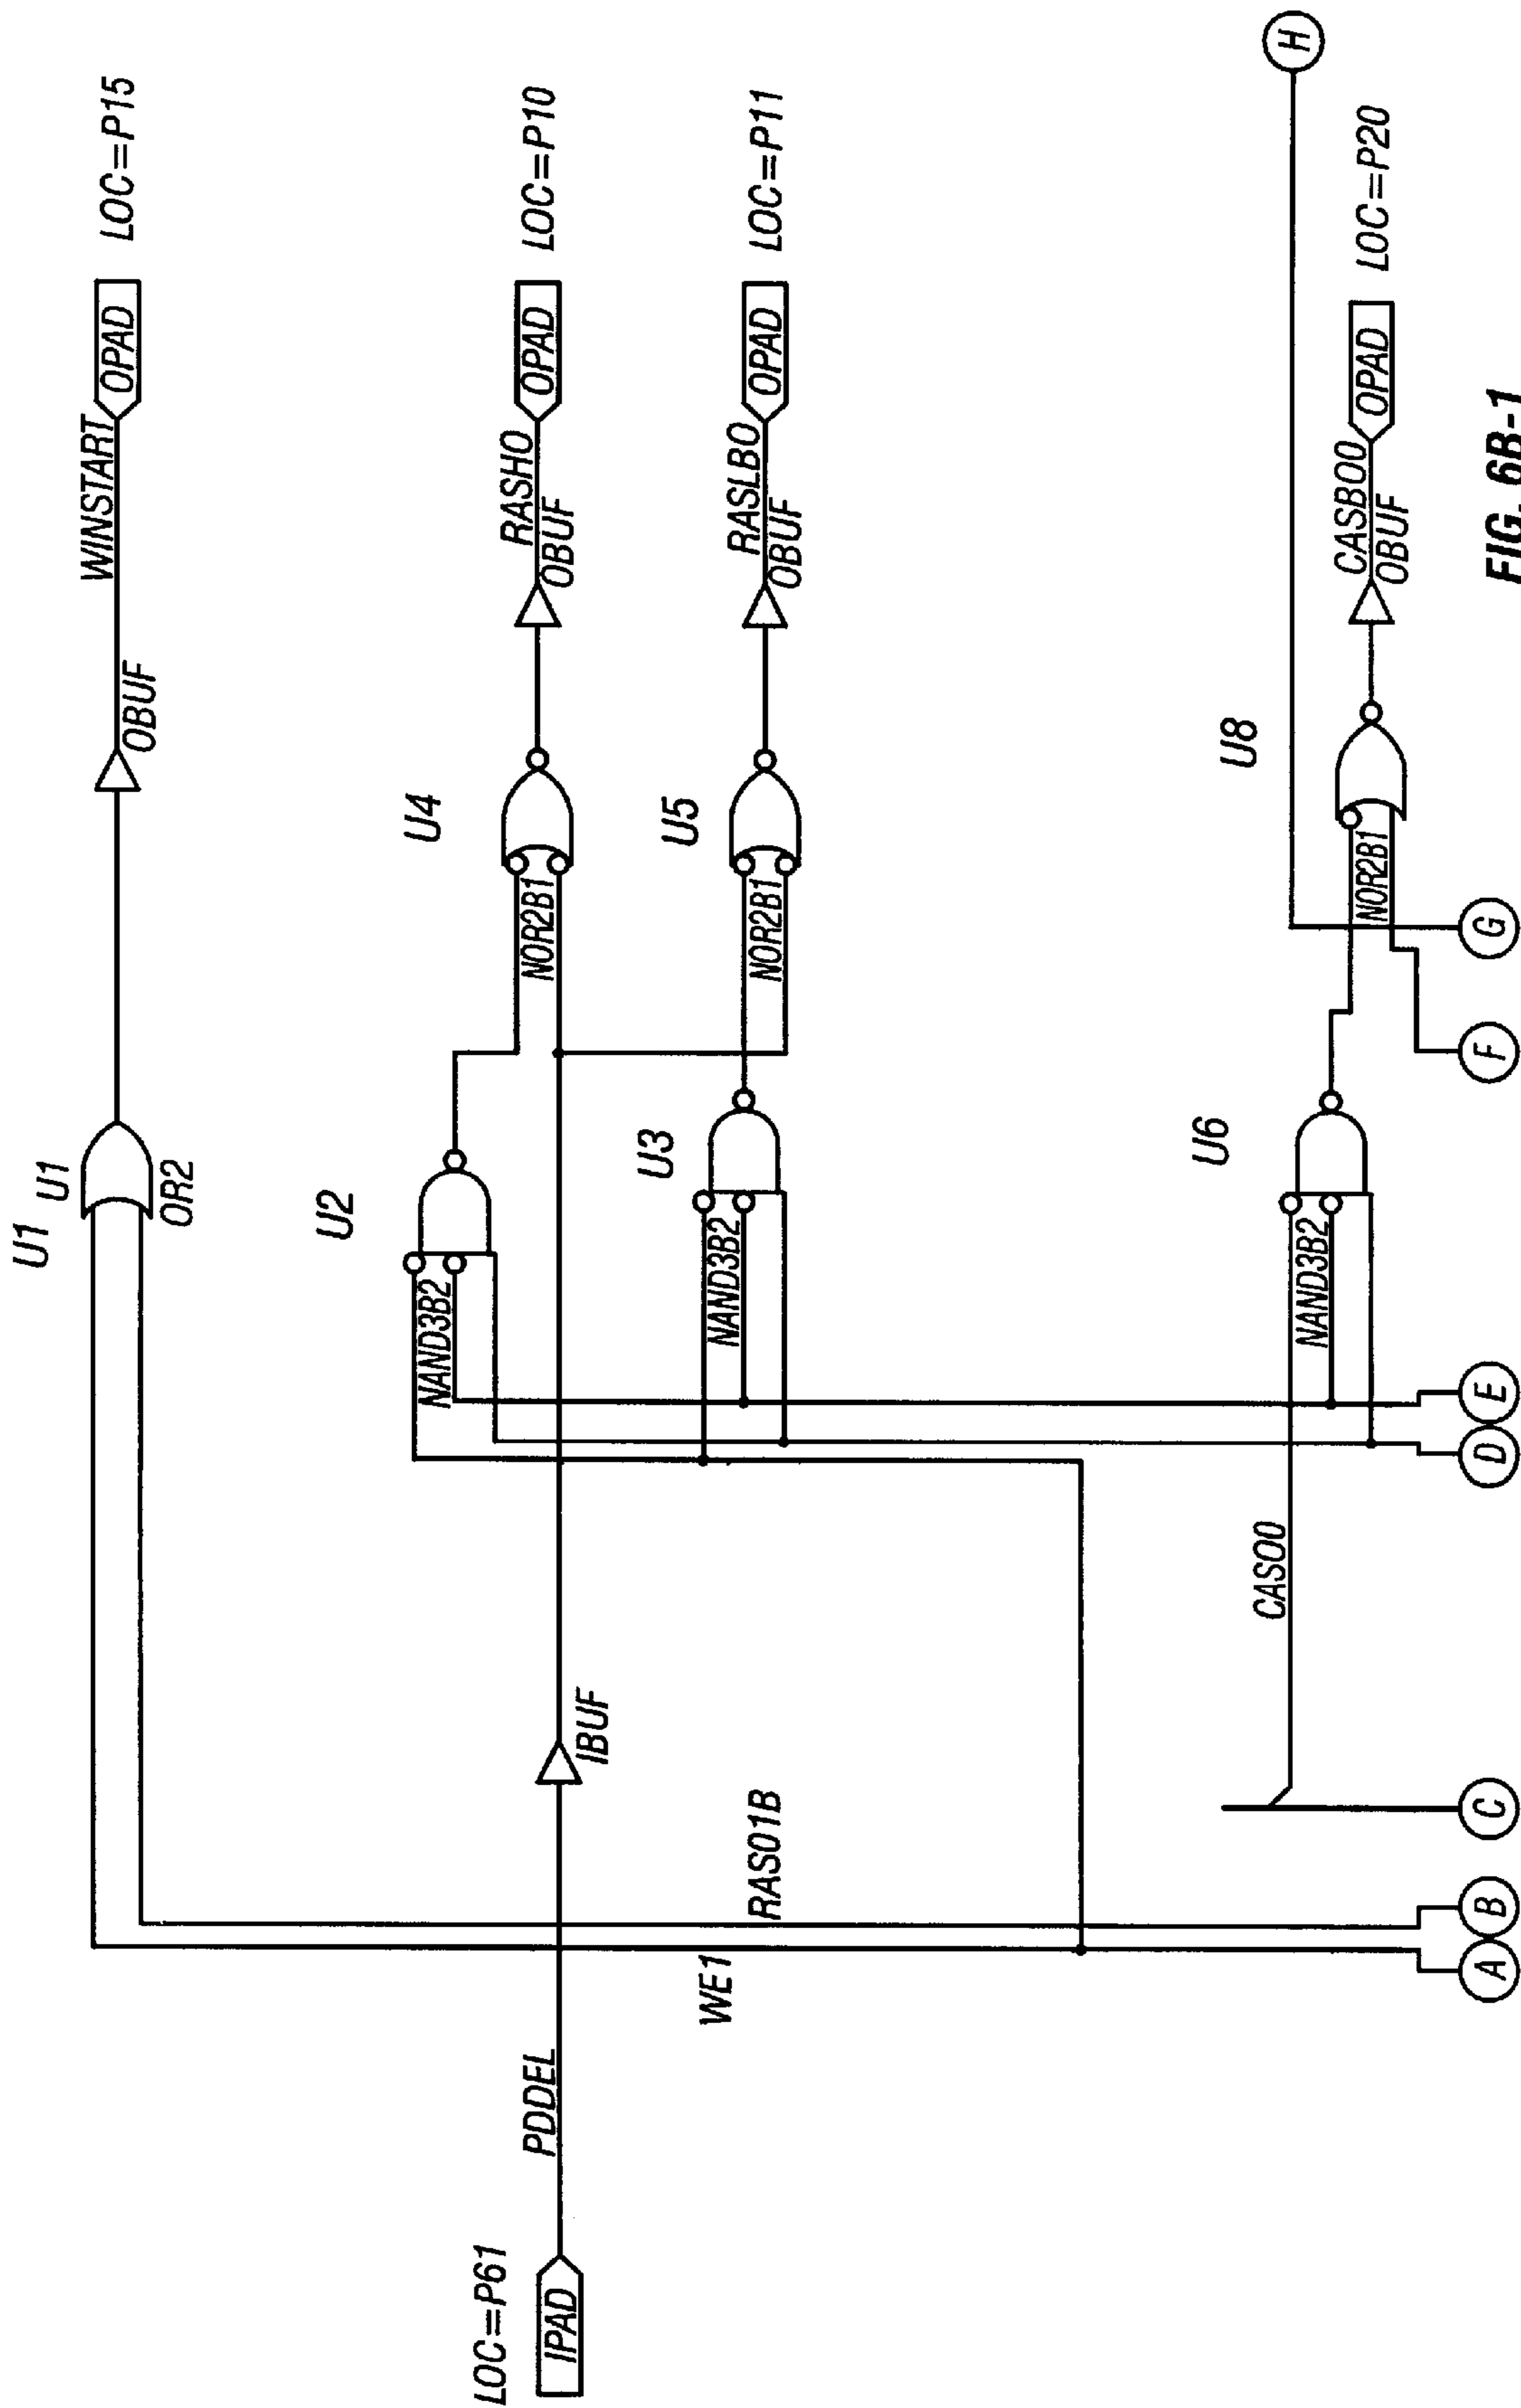 U1
U1
OR2
OBUF
WINSTART
OPAD
LOC=P15
U2
NAND3B2
U4
NOR2B1
RASHO
OBUF
OPAD
LOC=P10
LOC=P61
IPAD
PDDEL
IBUF
U3
NAND3B2
U5
NOR2B1
RASLBO
OBUF
OPAD
LOC=P11
WE1
RAS01B
CASO0
U6
NAND3B2
U8
NOR2B1
CASBO0
OBUF
OPAD
LOC=P20
H
A
B
C
D
E
F
G
FIG. 6B-1